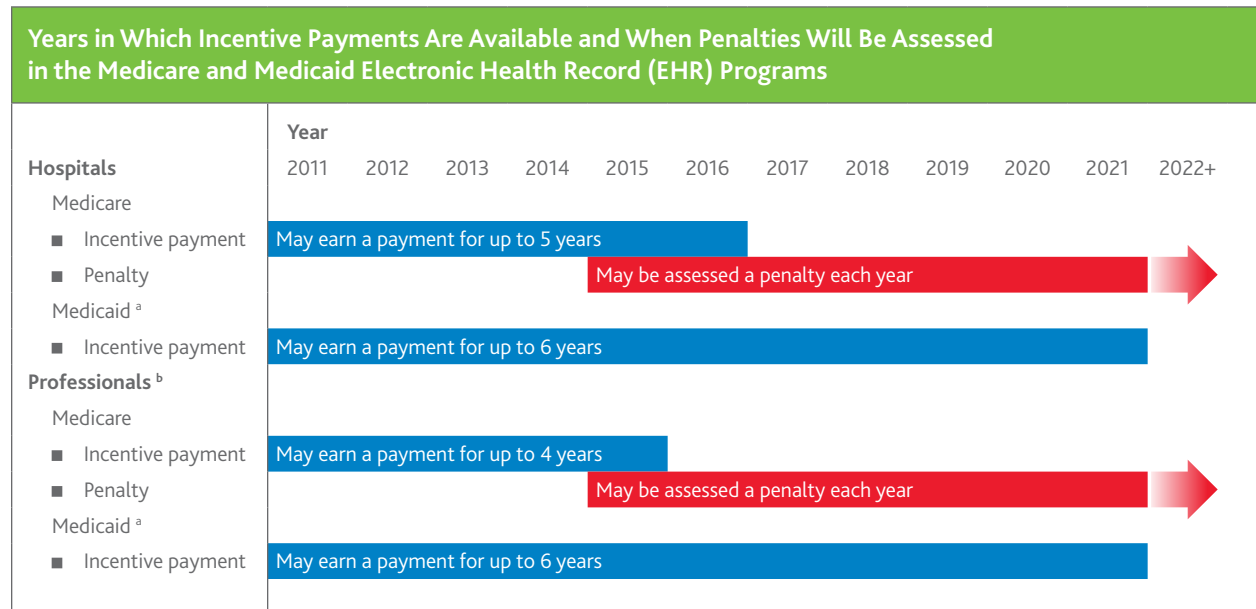 Years in Which Incentive Payments Are Available and When Penalties Will Be Assessed
in the Medicare and Medicaid Electronic Health Record (EHR) Programs
Year
Hospitals 2011 2012 2013 2014 2015 2016 2017 2018 2019 2020 2021 2022+
Medicare
■ Incentive payment May earn a payment for up to 5 years
■ Penalty May be assessed a penalty each year
Medicaid a
■ Incentive payment May earn a payment for up to 6 years
Professionals b
Medicare
■ Incentive payment May earn a payment for up to 4 years
■ Penalty May be assessed a penalty each year
Medicaid a
■ Incentive payment May earn a payment for up to 6 years